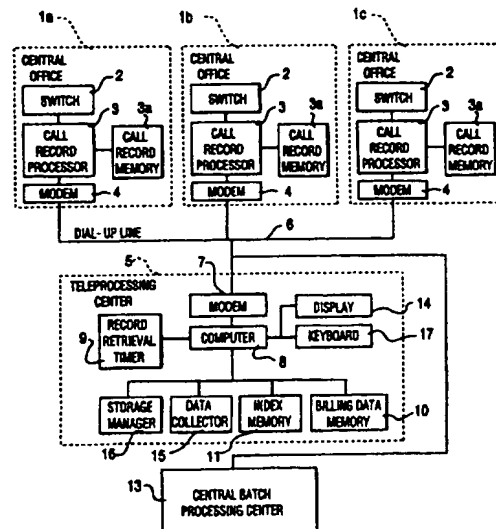 1a
1b
1c
CENTRAL
OFFICE
2
SWITCH
3
3a
CALL
RECORD
PROCESSOR
CALL
RECORD
MEMORY
MODEM
4
CENTRAL
OFFICE
2
SWITCH
3
3a
CALL
RECORD
PROCESSOR
CALL
RECORD
MEMORY
MODEM
4
CENTRAL
OFFICE
2
SWITCH
3
3a
CALL
RECORD
PROCESSOR
CALL
RECORD
MEMORY
MODEM
4
DIAL-UP LINE
6
5
7
TELEPROCESSING
CENTER
MODEM
DISPLAY
14
RECORD
RETRIEVAL
TIMER
9
COMPUTER
8
KEYBOARD
17
STORAGE
MANAGER
16
DATA
COLLECTOR
15
INDEX
MEMORY
11
BILLING DATA
MEMORY
10
13
CENTRAL BATCH
PROCESSING CENTER